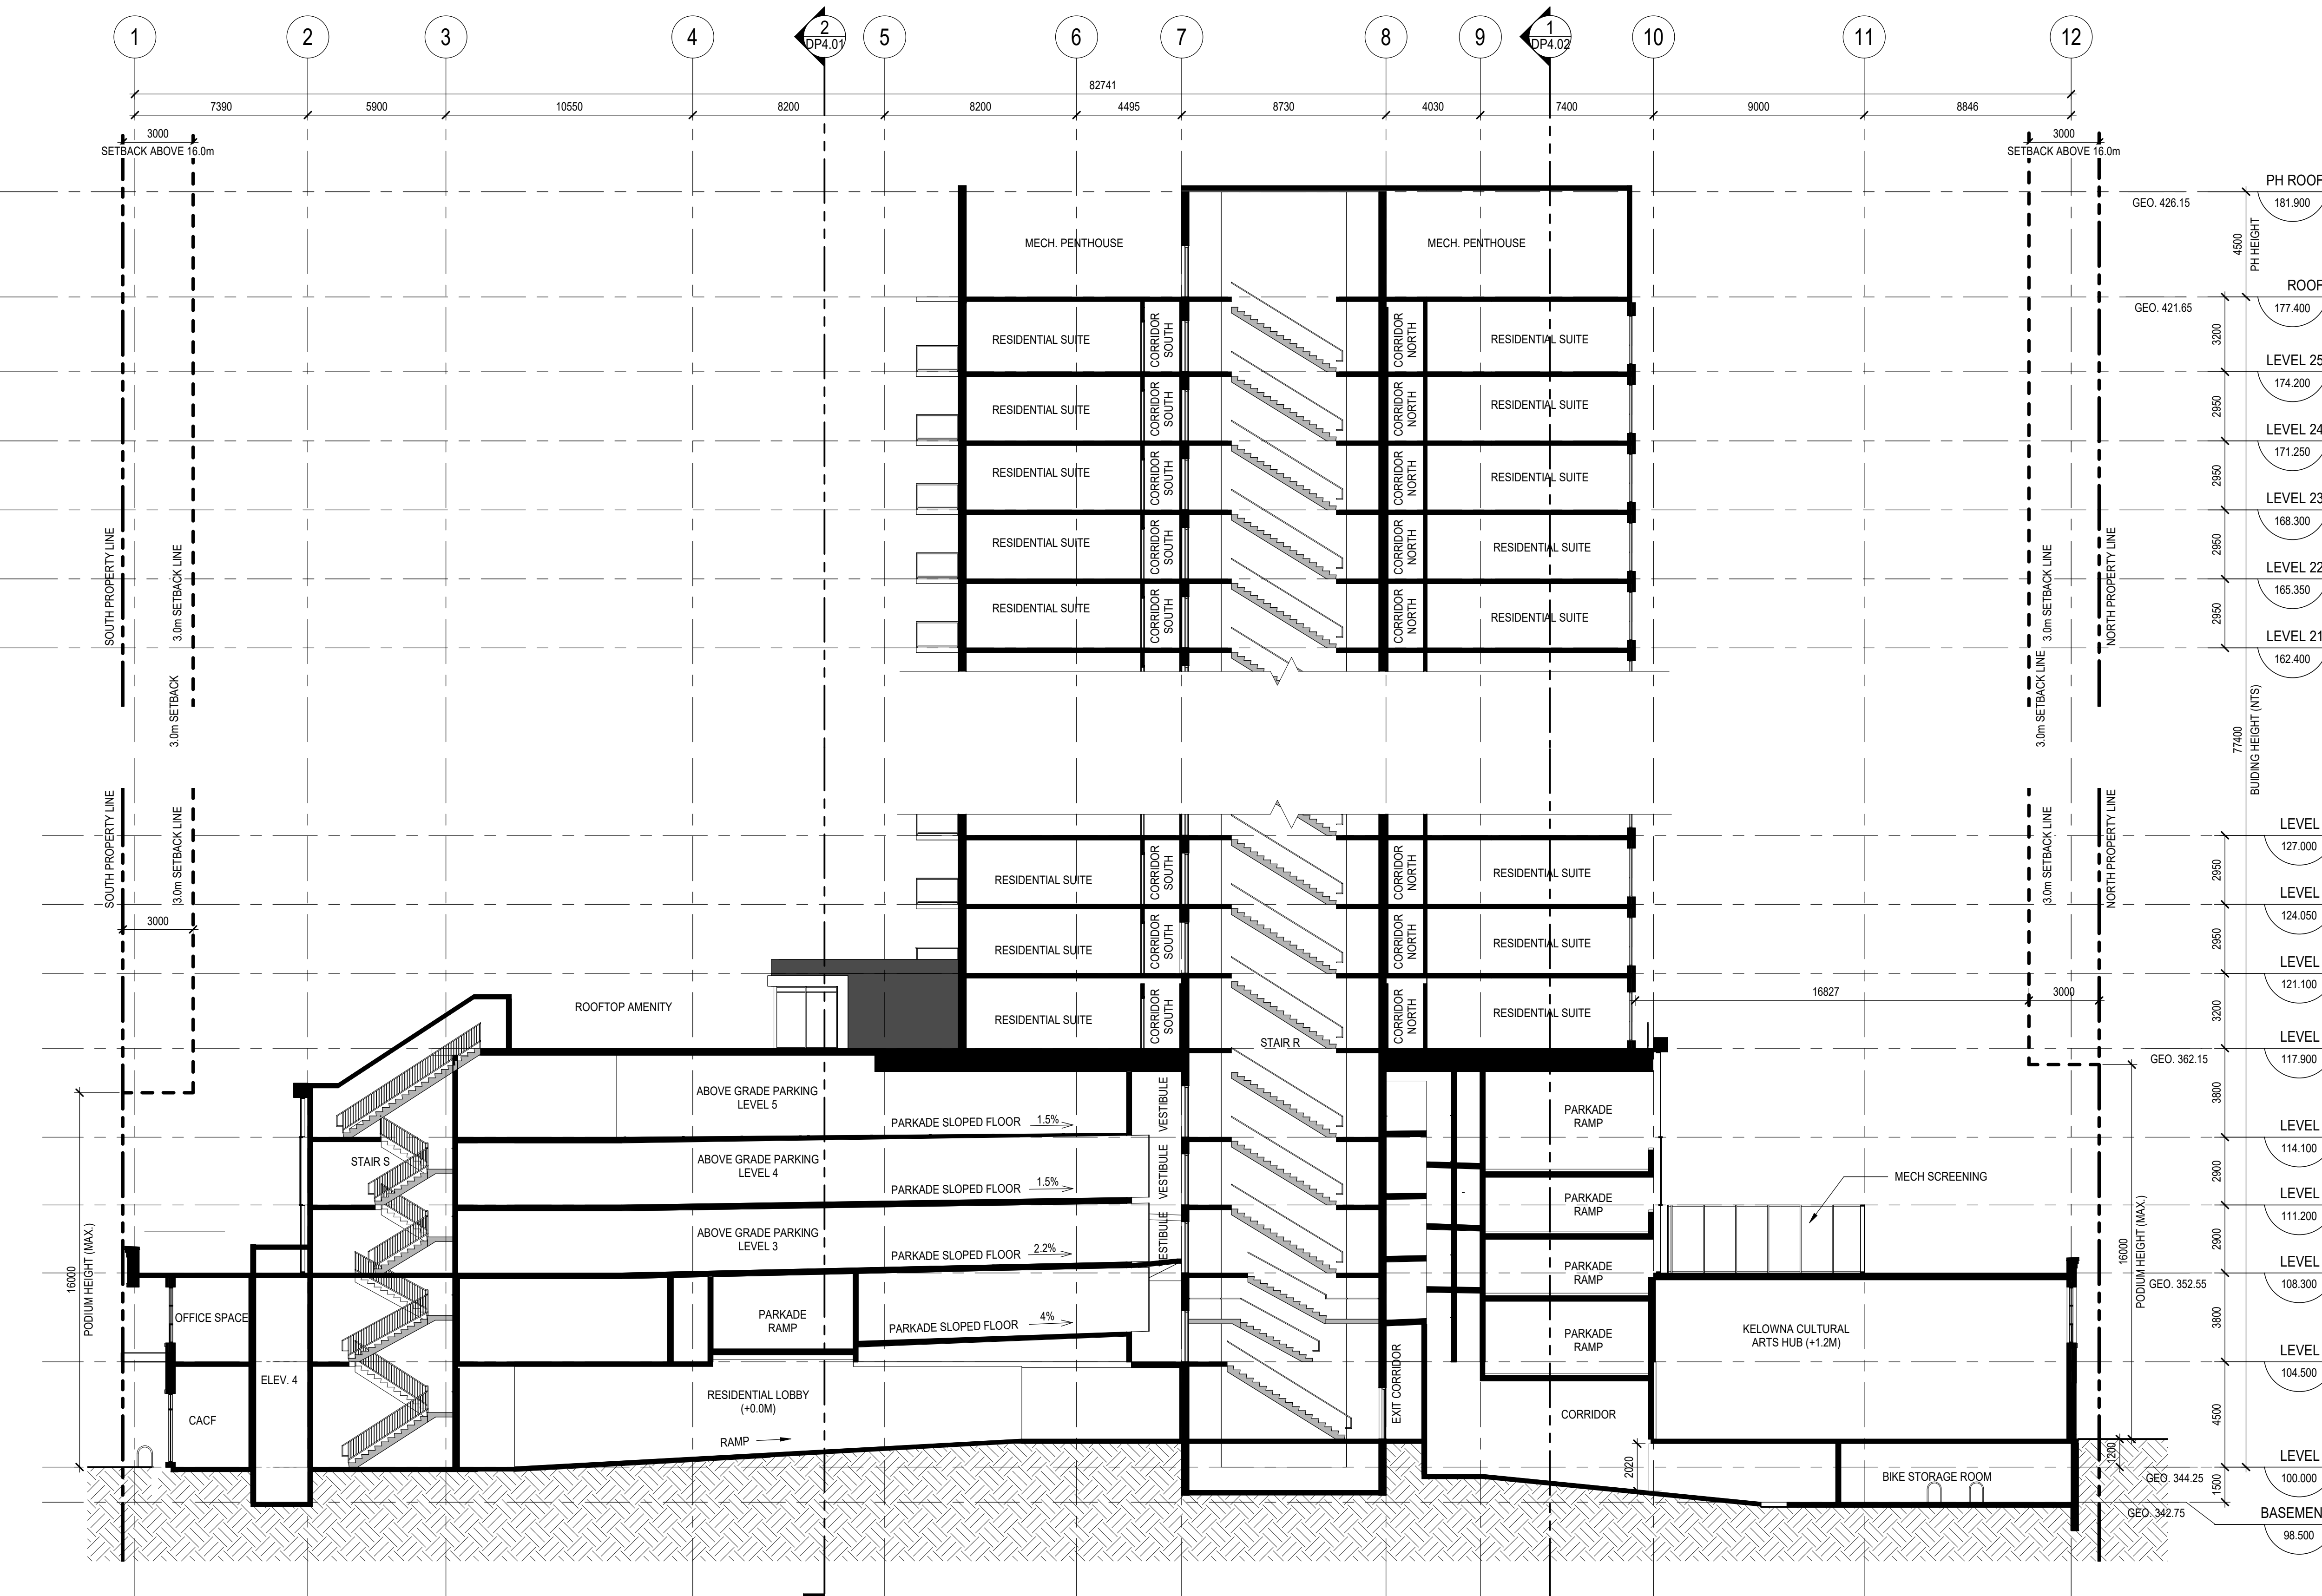 1
2
3
4
2
DP4.01
5
6
7
8
9
1
DP4.02
10
11
12
82741
7390
5900
10550
8200
8200
4495
8730
4030
7400
9000
8846
3000
SETBACK ABOVE 16.0m
3000
SETBACK ABOVE 16.0m
PH ROOF
GEO. 426.15
181.900
MECH. PENTHOUSE
MECH. PENTHOUSE
4500
PH HEIGHT
ROOF
GEO. 421.65
177.400
RESIDENTIAL SUITE
CORRIDOR
SOUTH
CORRIDOR
NORTH
RESIDENTIAL SUITE
3200
LEVEL 25
174.200
RESIDENTIAL SUITE
CORRIDOR
SOUTH
CORRIDOR
NORTH
RESIDENTIAL SUITE
2950
LEVEL 24
171.250
RESIDENTIAL SUITE
CORRIDOR
SOUTH
CORRIDOR
NORTH
RESIDENTIAL SUITE
2950
LEVEL 23
168.300
RESIDENTIAL SUITE
CORRIDOR
SOUTH
CORRIDOR
NORTH
RESIDENTIAL SUITE
2950
LEVEL 22
165.350
RESIDENTIAL SUITE
CORRIDOR
SOUTH
CORRIDOR
NORTH
RESIDENTIAL SUITE
2950
LEVEL 21
162.400
SOUTH PROPERTY LINE
3.0m SETBACK LINE
3.0m SETBACK
3.0m SETBACK LINE
3.0m SETBACK LINE
NORTH PROPERTY LINE
77400
BUIDING HEIGHT (NTS)
SOUTH PROPERTY LINE
3.0m SETBACK LINE
3.0m SETBACK LINE
NORTH PROPERTY LINE
LEVEL
127.000
RESIDENTIAL SUITE
CORRIDOR
SOUTH
CORRIDOR
NORTH
RESIDENTIAL SUITE
2950
LEVEL
124.050
3000
RESIDENTIAL SUITE
CORRIDOR
SOUTH
CORRIDOR
NORTH
RESIDENTIAL SUITE
2950
LEVEL
121.100
16827
3000
ROOFTOP AMENITY
RESIDENTIAL SUITE
CORRIDOR
SOUTH
STAIR R
CORRIDOR
NORTH
RESIDENTIAL SUITE
3200
LEVEL
GEO. 362.15
117.900
ABOVE GRADE PARKING
LEVEL 5
PARKADE SLOPED FLOOR
1.5%
VESTIBULE
PARKADE
RAMP
3800
LEVEL
114.100
STAIR S
ABOVE GRADE PARKING
LEVEL 4
PARKADE SLOPED FLOOR
1.5%
VESTIBULE
PARKADE
RAMP
MECH SCREENING
2900
LEVEL
111.200
ABOVE GRADE PARKING
LEVEL 3
PARKADE SLOPED FLOOR
2.2%
ESTIBULE
PARKADE
RAMP
2900
LEVEL
GEO. 352.55
108.300
16000
PODIUM HEIGHT (MAX.)
16000
PODIUM HEIGHT (MAX.)
OFFICE SPACE
PARKADE
RAMP
PARKADE SLOPED FLOOR
4%
PARKADE
RAMP
KELOWNA CULTURAL
ARTS HUB (+1.2M)
3800
LEVEL
104.500
ELEV. 4
CACF
RESIDENTIAL LOBBY
(+0.0M)
RAMP
EXIT CORRIDOR
CORRIDOR
4500
2020
1200
LEVEL
GEO. 344.25
100.000
BIKE STORAGE ROOM
1500
GEO. 342.75
BASEMEN
98.500